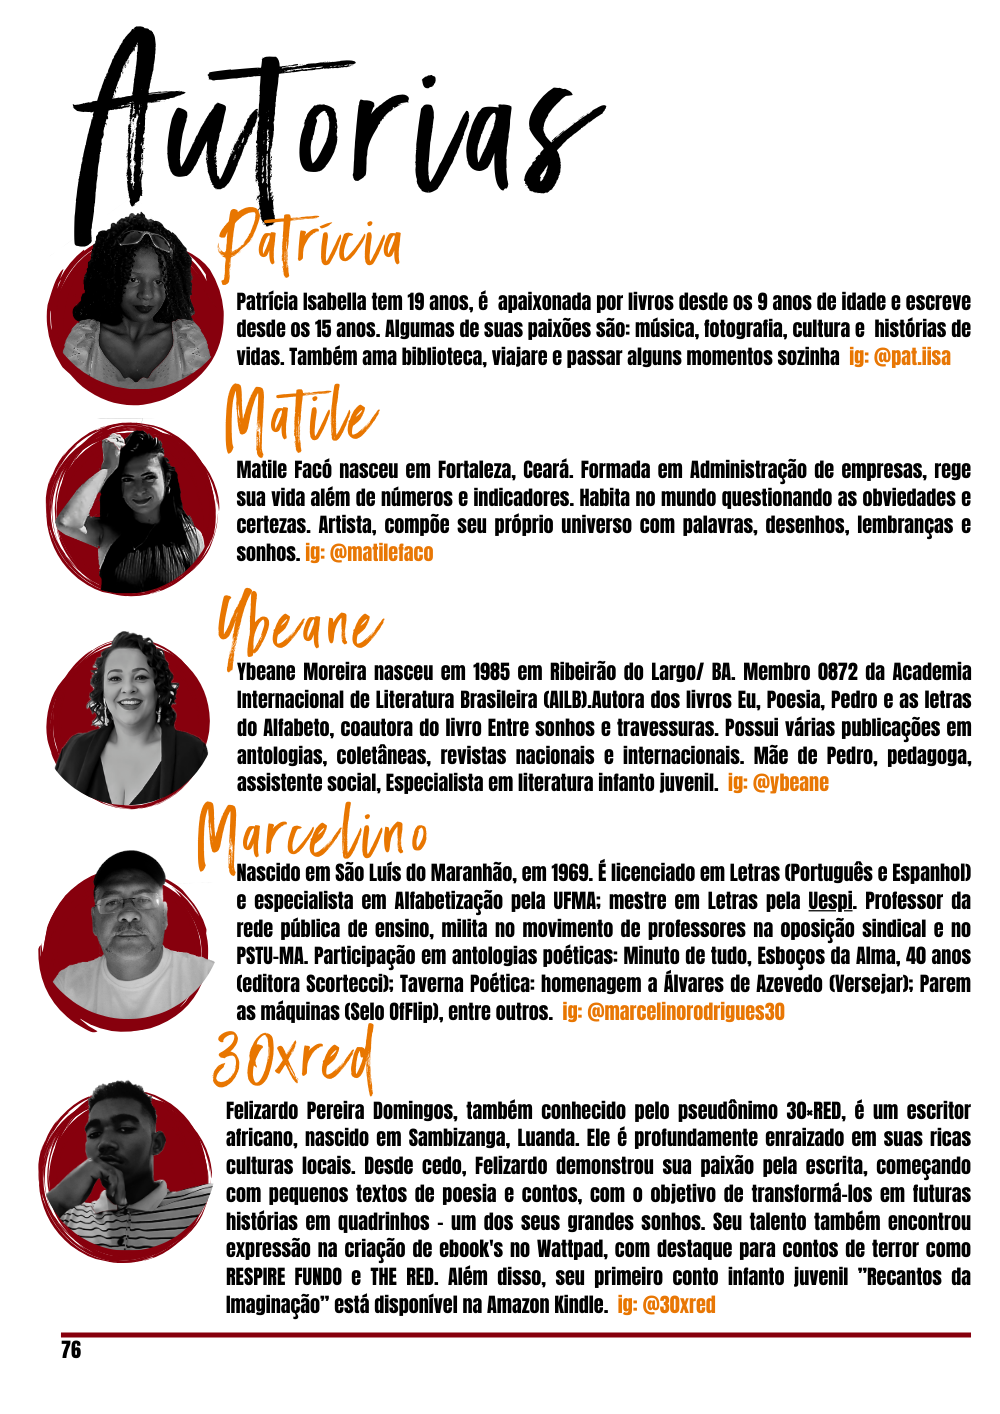 Autorias
Patrícia
Patrícia Isabella tem 19 anos, é apaixonada por livros desde os 9 anos de idade e escreve
desde os 15 anos. Algumas de suas paixões são: música, fotografia, cultura e histórias de
vidas. Também ama biblioteca, viajare e passar alguns momentos sozinha ig: @pat.iisa
Matile
Matile Facó nasceu em Fortaleza, Ceará. Formada em Administração de empresas, rege
sua vida além de números e indicadores. Habita no mundo questionando as obviedades e
certezas. Artista, compõe seu próprio universo com palavras, desenhos, lembranças e
sonhos. ig: @matilefaco
Ybeane
Ybeane Moreira nasceu em 1985 em Ribeirão do Largo/ BA. Membro 0872 da Academia
Internacional de Literatura Brasileira (AILB).Autora dos livros Eu, Poesia, Pedro e as letras
do Alfabeto, coautora do livro Entre sonhos e travessuras. Possui várias publicações em
antologias, coletâneas, revistas nacionais e internacionais. Mãe de Pedro, pedagoga,
assistente social, Especialista em literatura infanto juvenil. ig: @ybeane
Marcelino
Nascido em São Luís do Maranhão, em 1969. É licenciado em Letras (Português e Espanhol)
e especialista em Alfabetização pela UFMA; mestre em Letras pela Uespi. Professor da
rede pública de ensino, milita no movimento de professores na oposição sindical e no
PSTU-MA. Participação em antologias poéticas: Minuto de tudo, Esboços da Alma, 40 anos
(editora Scortecci); Taverna Poética: homenagem a Álvares de Azevedo (Versejar); Parem
as máquinas (Selo OfFlip), entre outros. ig: @marcelinorodrigues30
30xred
Felizardo Pereira Domingos, também conhecido pelo pseudônimo 30×RED, é um escritor
africano, nascido em Sambizanga, Luanda. Ele é profundamente enraizado em suas ricas
culturas locais. Desde cedo, Felizardo demonstrou sua paixão pela escrita, começando
com pequenos textos de poesia e contos, com o objetivo de transformá-los em futuras
histórias em quadrinhos - um dos seus grandes sonhos. Seu talento também encontrou
expressão na criação de ebook's no Wattpad, com destaque para contos de terror como
RESPIRE FUNDO e THE RED. Além disso, seu primeiro conto infanto juvenil ”Recantos da
Imaginação” está disponível na Amazon Kindle. ig: @30xred
76